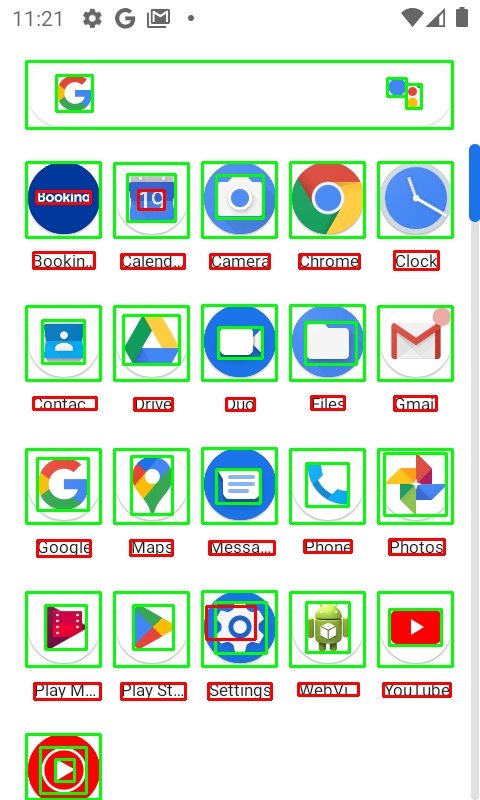 11:21
Booking
19
Bookin… Calend… Camera Chrome Clock
Contac… Drive Duo Files Gmail
Google Maps Messa… Phone Photos
Play M… Play St… Settings WebVi… YouTube